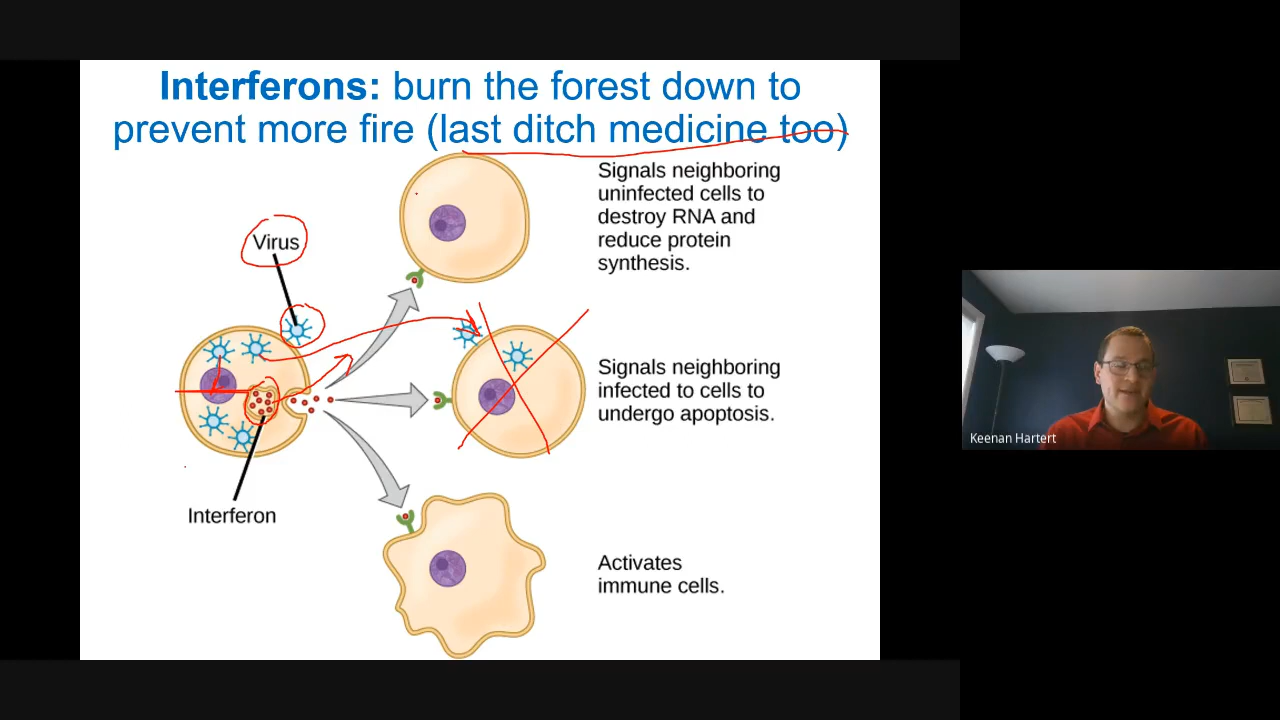 Interferons: burn the forest down to
prevent more fire (last ditch medicine too)
Signals neighboring
uninfected cells to
destroy RNA and
reduce protein
synthesis.
Virus
Signals neighboring
infected to cells to
undergo apoptosis.
Interferon
Activates
immune cells.
Keenan Hartert